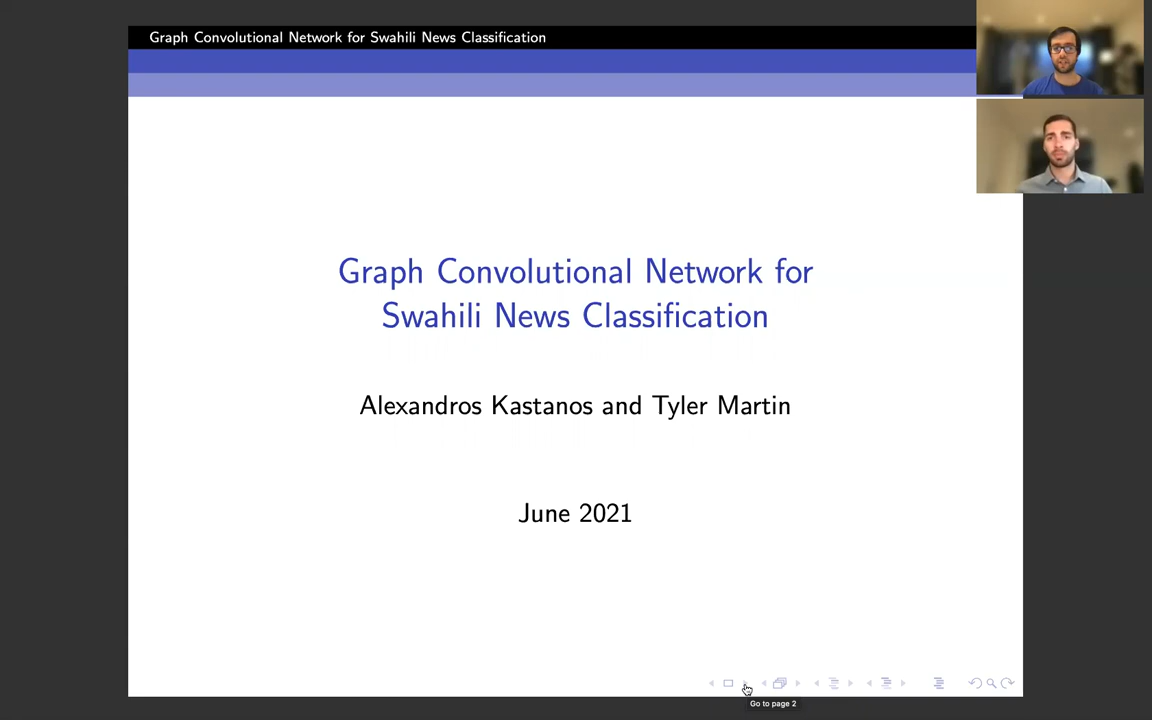 Graph Convolutional Network for Swahili News Classification
Graph Convolutional Network for
Swahili News Classification
Alexandros Kastanos and Tyler Martin
June 2021
Go to page 2